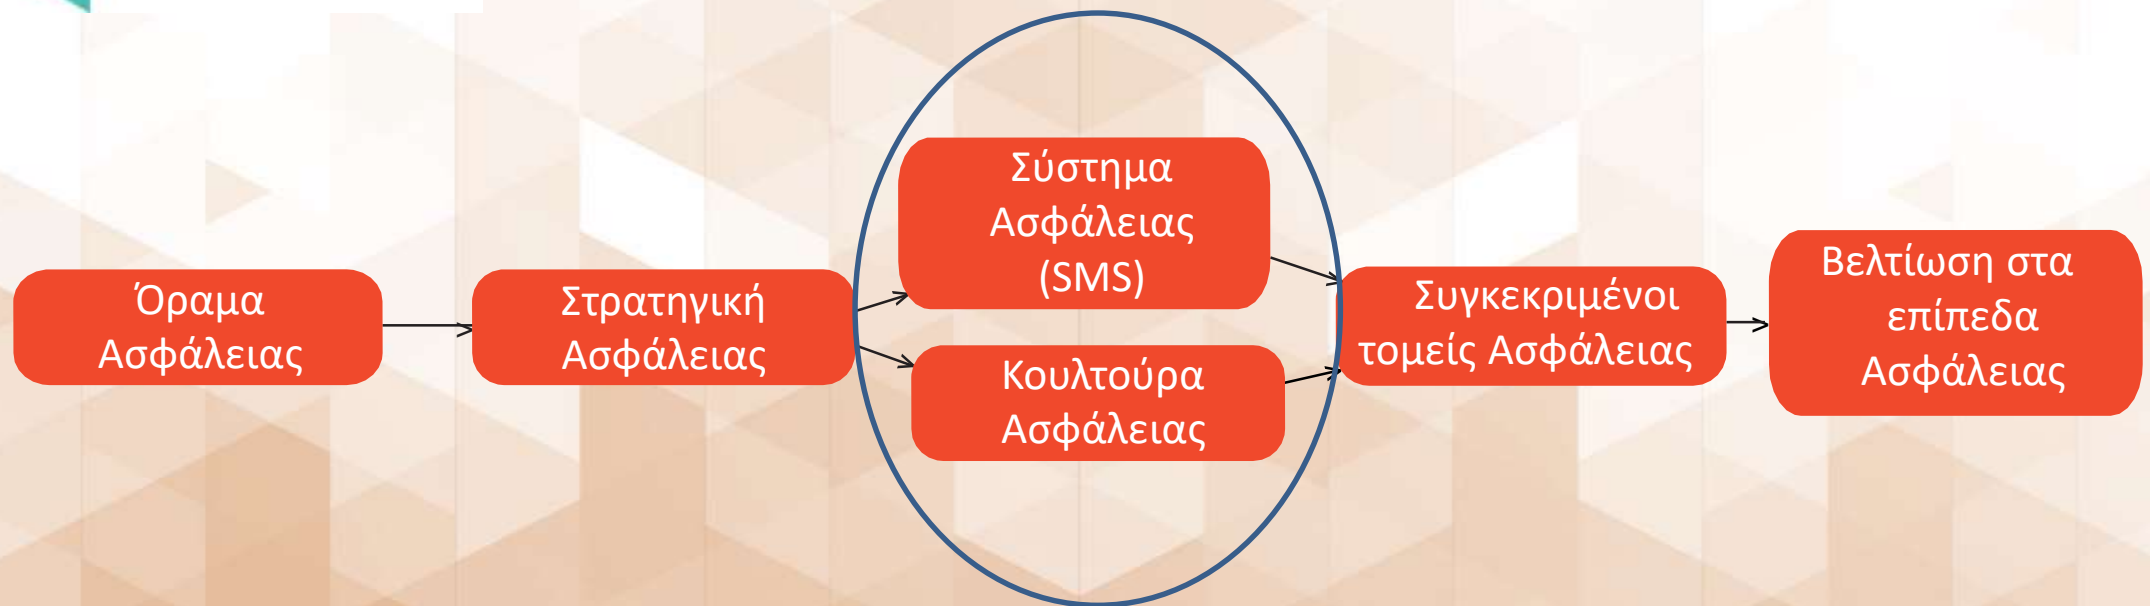 Όραμα
Ασφάλειας
Στρατηγική
Ασφάλειας
Σύστημα
Ασφάλειας
(SMS)
Κουλτούρα
Ασφάλειας
Συγκεκριμένοι
τομείς Ασφάλειας
Βελτίωση στα
επίπεδα
Ασφάλειας